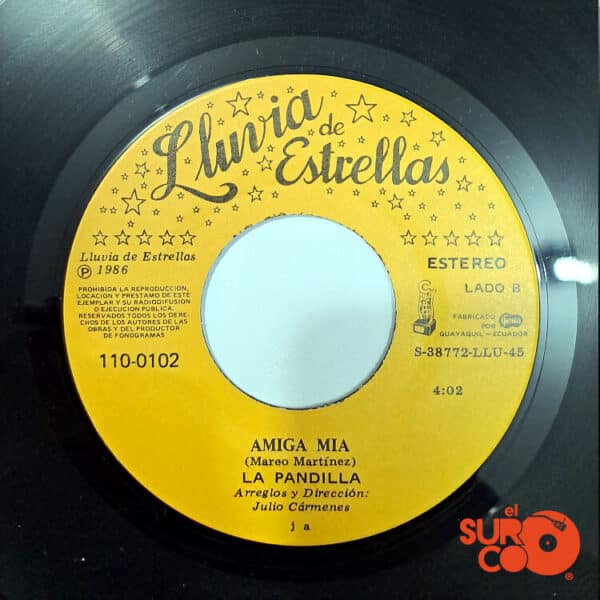 Lluvia
de
Estrellas
Lluvia de Estrellas
℗ 1986
PROHIBIDA LA REPRODUCCION,
LOCACION Y PRESTAMO DE ESTE
EJEMPLAR Y SU RADIODIFUSION
O EJECUCION PUBLICA.
RESERVADOS TODOS LOS DERE-
CHOS DE LOS AUTORES DE LAS
OBRAS Y DEL PRODUCTOR
DE FONOGRAMAS
110-0102
ESTEREO
LADO B
FABRICADO
POR
GUAYAQUIL-ECUADOR
S-38772-LLU-45
4:02
AMIGA MIA
(Marco Martínez)
LA PANDILLA
Arreglos y Dirección:
Julio Cármenes
j a
el
SUR
CO
®